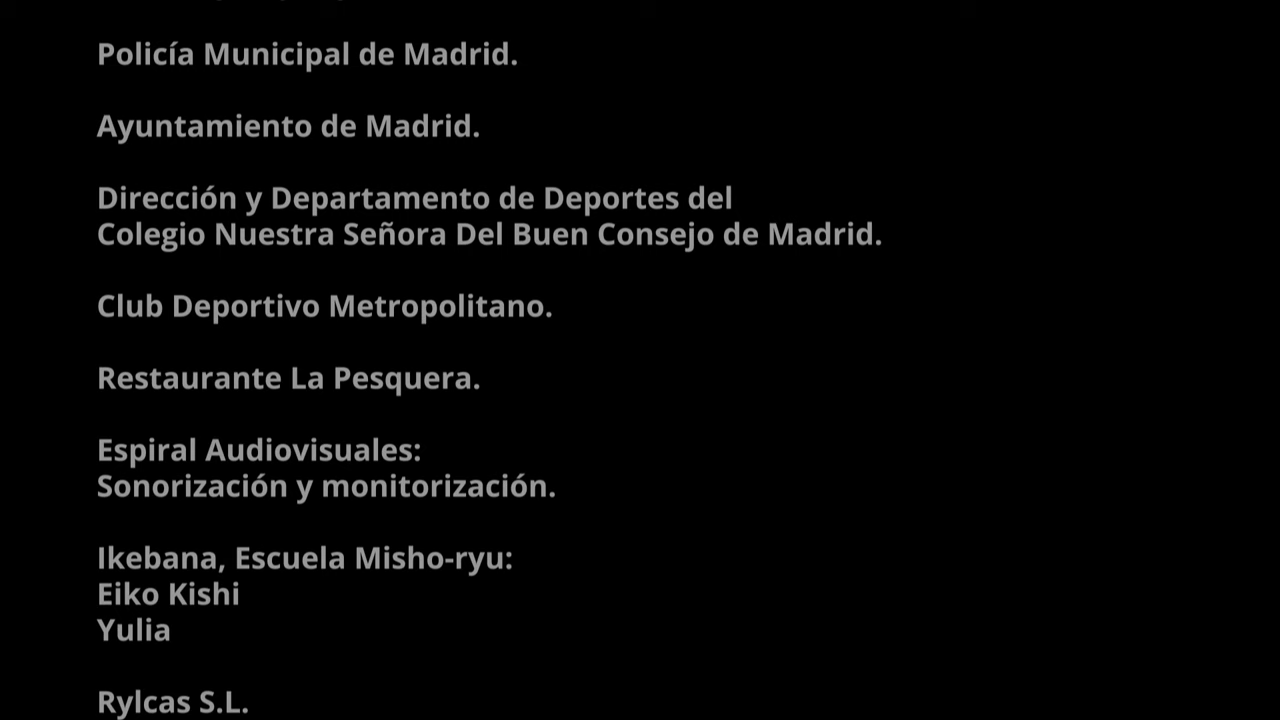 Policía Municipal de Madrid.
Ayuntamiento de Madrid.
Dirección y Departamento de Deportes del
Colegio Nuestra Señora Del Buen Consejo de Madrid.
Club Deportivo Metropolitano.
Restaurante La Pesquera.
Espiral Audiovisuales:
Sonorización y monitorización.
Ikebana, Escuela Misho-ryu:
Eiko Kishi
Yulia
Rylcas S.L.